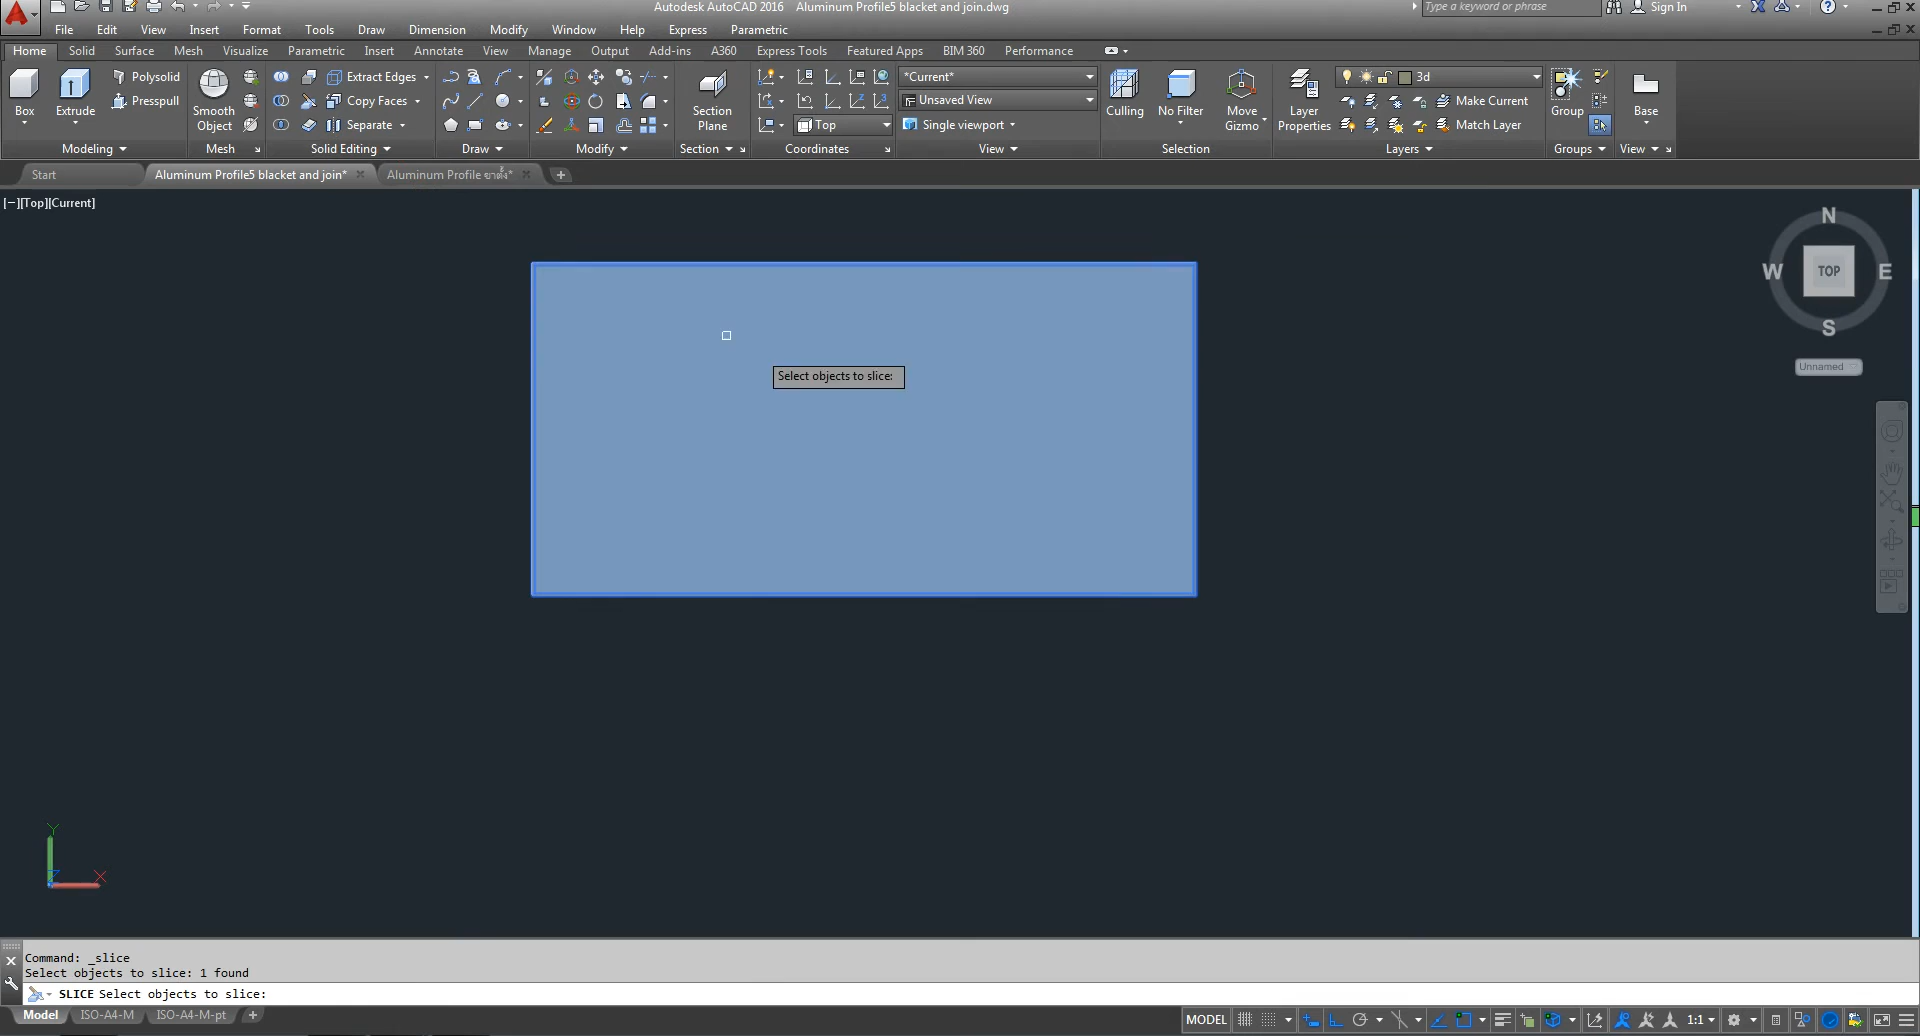 Autodesk AutoCAD 2016 Aluminum Profile5 blacket and join.dwg
Type a keyword or phrase
Sign In
File Edit View Insert Format Tools Draw Dimension Modify Window Help Express Parametric
Home Solid Surface Mesh Visualize Parametric Insert Annotate View Manage Output Add-ins A360 Express Tools Featured Apps BIM 360 Performance
Box
Extrude
Polysolid
Presspull
Modeling
Smooth
Object
Mesh
Extract Edges
Copy Faces
Separate
Solid Editing
Draw
Modify
Section
Plane
Section
Top
Coordinates
*Current*
Unsaved View
Single viewport
View
Culling
No Filter
Move
Gizmo
Selection
Layer
Properties
3d
Make Current
Match Layer
Layers
Group
Groups
Base
View
Start
Aluminum Profile5 blacket and join*
Aluminum Profile ขาตั้ง*
[−][Top][Current]
N
W TOP E
S
Unnamed
Select objects to slice:
Y
X
Command: _slice
Select objects to slice: 1 found
SLICE Select objects to slice:
Model ISO-A4-M ISO-A4-M-pt
MODEL
1:1